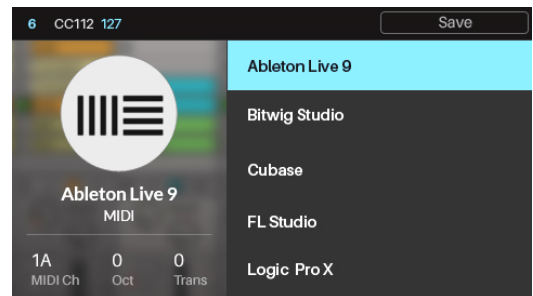 6 CC112 127 Save
Ableton Live 9
Bitwig Studio
Cubase
FL Studio
Logic Pro X
Ableton Live 9
MIDI
1A 0 0
MIDI Ch Oct Trans